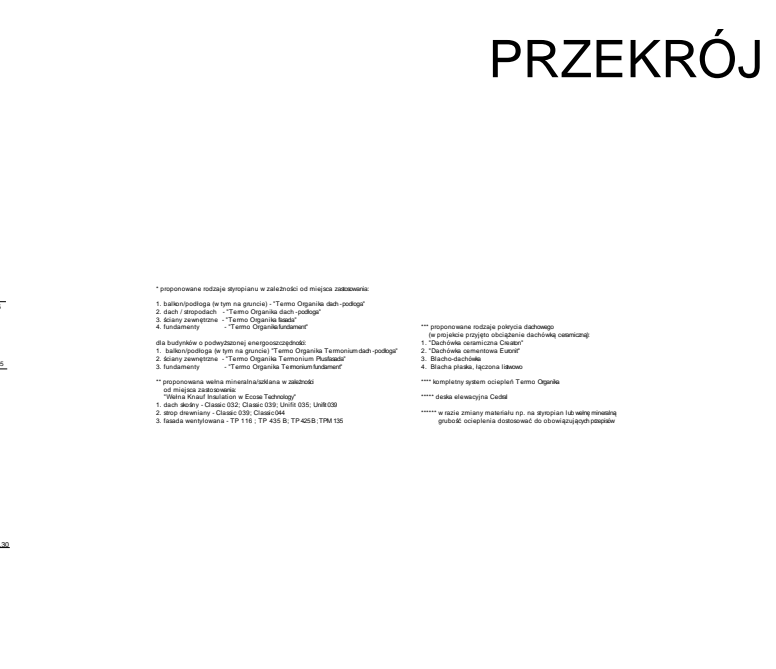 PRZEKRÓJ
* proponowane rodzaje styropianu w zależności od miejsca zastosowania:
1. balkon/podłoga (w tym na gruncie) - "Termo Organika dach -podłoga"
2. dach / stropodach - "Termo Organika dach -podłoga"
3. ściany zewnętrzne - "Termo Organika fasada"
4. fundamenty - "Termo Organika fundament"
dla budynków o podwyższonej energooszczędności:
1. balkon/podłoga (w tym na gruncie) "Termo Organika Termonium dach -podłoga"
2. ściany zewnętrzne - "Termo Organika Termonium Plus fasada"
3. fundamenty - "Termo Organika Termonium fundament"
** proponowana wełna mineralna/szklana w zależności
od miejsca zastosowania:
"Wełna Knauf Insulation w Ecose Technology"
1. dach skośny - Classic 032; Classic 039; Unifit 035; Unifit 039
2. strop drewniany - Classic 039; Classic 044
3. fasada wentylowana - TP 116 ; TP 435 B; TP 425 B; TPM 135
*** proponowane rodzaje pokrycia dachowego
(w projekcie przyjęto obciążenie dachówką ceramiczną):
1. "Dachówka ceramiczna Creaton"
2. "Dachówka cementowa Euronit"
3. Blacho-dachówka
4. Blacha płaska, łączona listwowo
**** kompletny system ociepleń Termo Organika
***** deska elewacyjna Cedral
****** w razie zmiany materiału np. na styropian lub wełnę mineralną
grubość ocieplenia dostosować do obowiązujących przepisów
5
.30